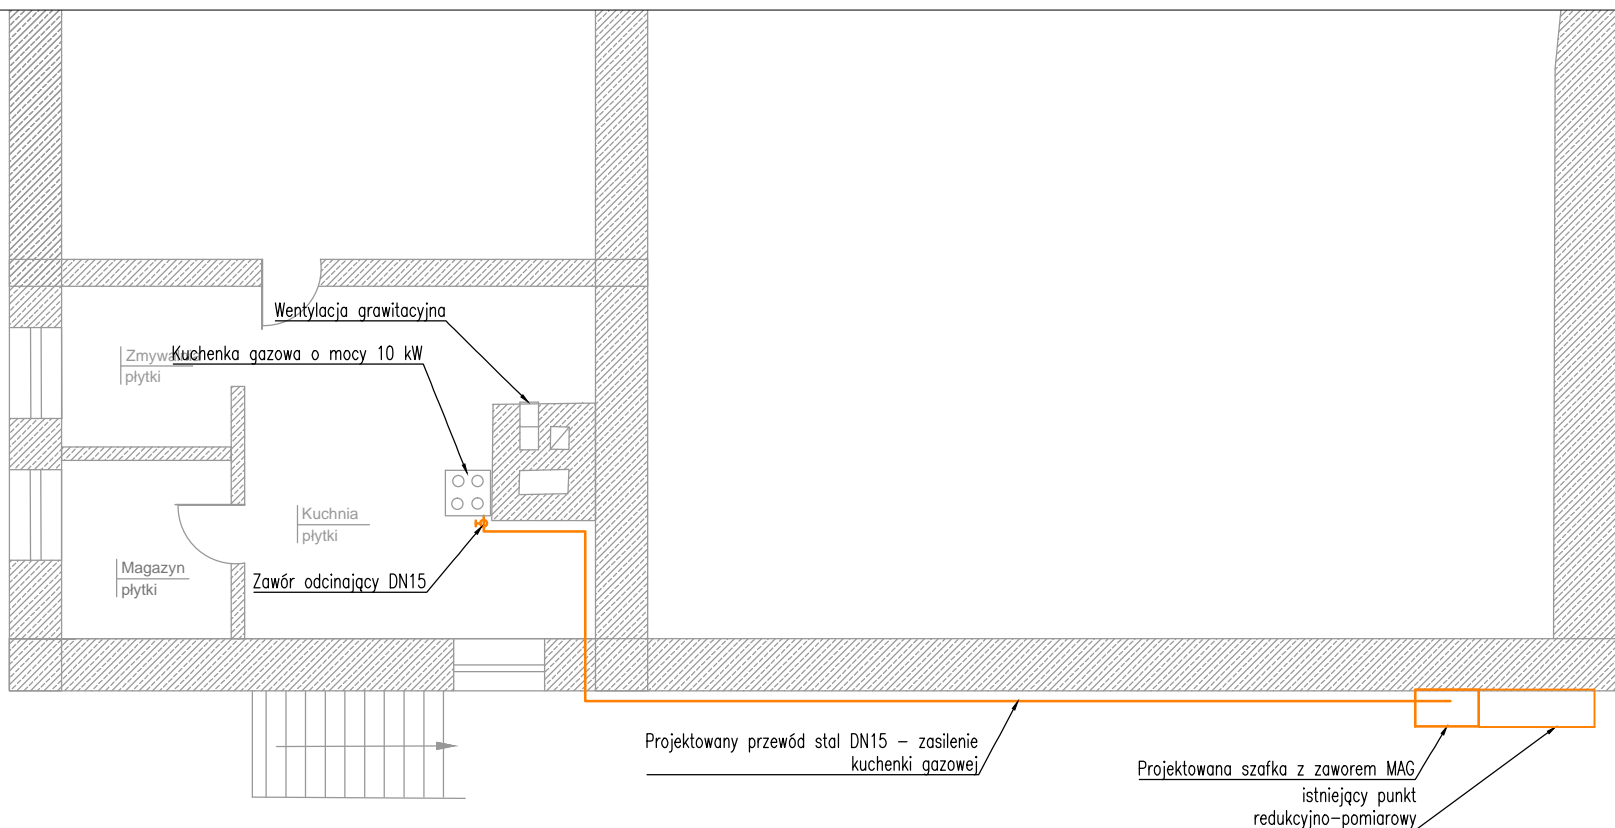 Wentylacja grawitacyjna
Kuchenka gazowa o mocy 10 kW
płytki
Kuchnia
płytki
Magazyn
płytki
Zawór odcinający DN15
Projektowany przewód stal DN15 – zasilenie
kuchenki gazowej
Projektowana szafka z zaworem MAG
istniejący punkt
redukcyjno–pomiarowy